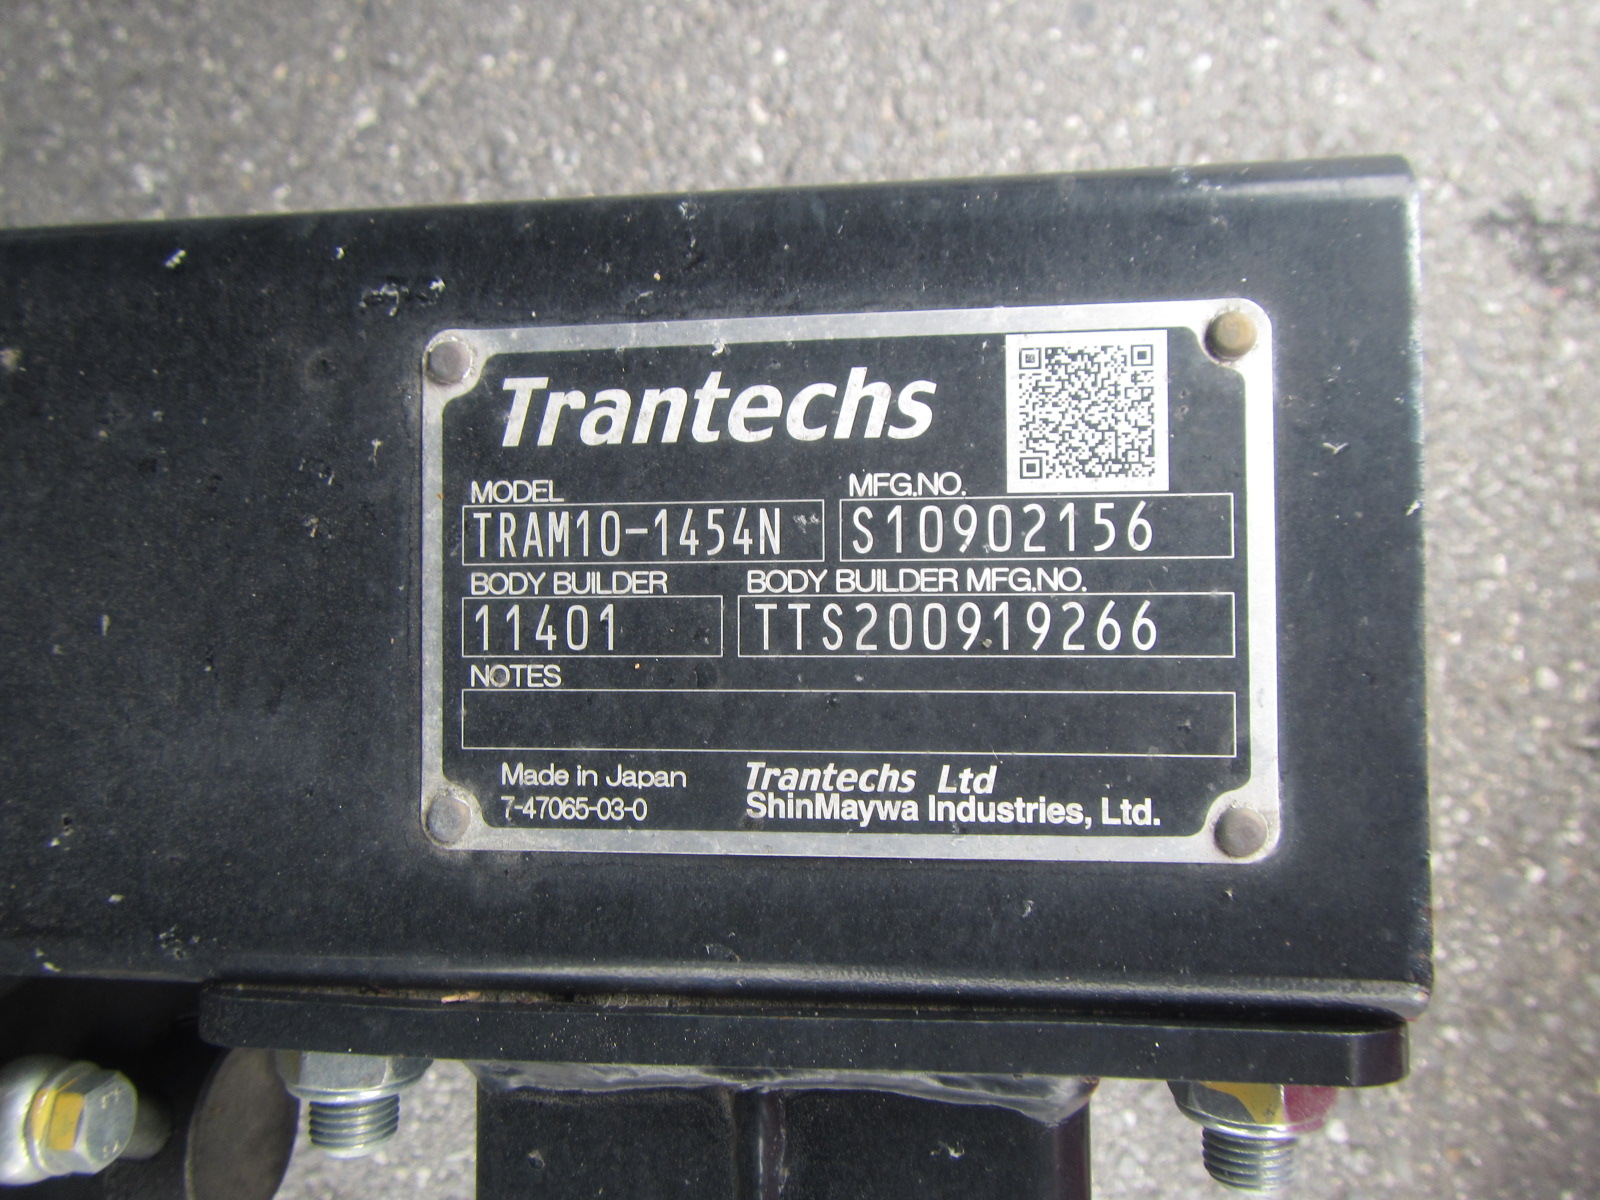 Trantechs
MODEL
MFG.NO.
TRAM10-1454N
S10902156
BODY BUILDER
BODY BUILDER MFG.NO.
11401
TTS200919266
NOTES
Made in Japan
Trantechs Ltd
7-47065-03-0
ShinMaywa Industries, Ltd.